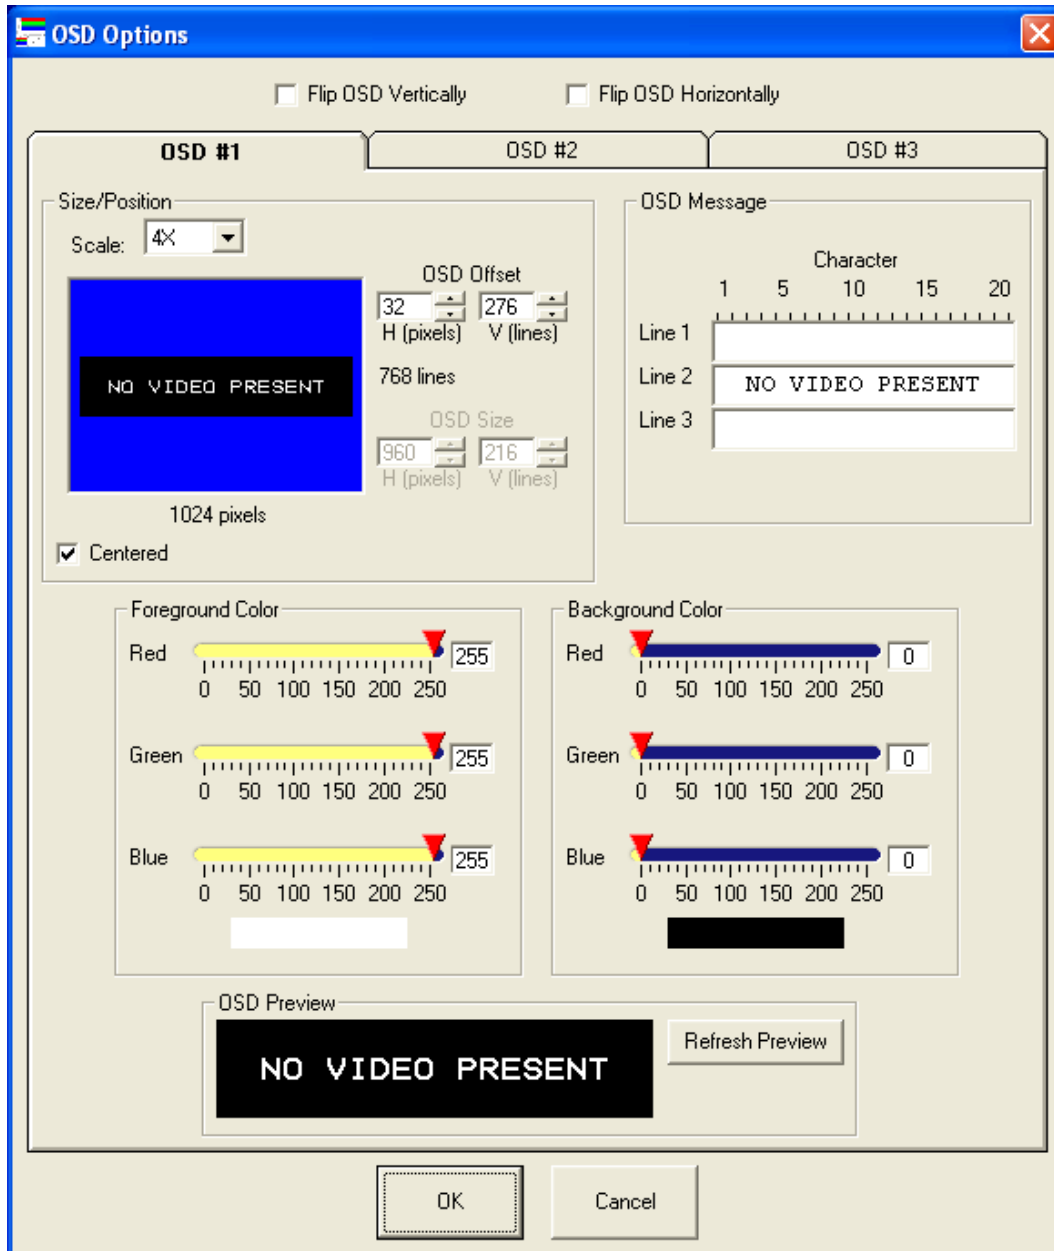 OSD Options
Flip OSD Vertically Flip OSD Horizontally
OSD #1 OSD #2 OSD #3
Size/Position
Scale: 4X
OSD Offset
32 276
H (pixels) V (lines)
NO VIDEO PRESENT
768 lines
OSD Size
960 216
H (pixels) V (lines)
1024 pixels
Centered
OSD Message
Character
1 5 10 15 20
Line 1
Line 2 NO VIDEO PRESENT
Line 3
Foreground Color
Red 255
0 50 100 150 200 250
Green 255
0 50 100 150 200 250
Blue 255
0 50 100 150 200 250
Background Color
Red 0
0 50 100 150 200 250
Green 0
0 50 100 150 200 250
Blue 0
0 50 100 150 200 250
OSD Preview
NO VIDEO PRESENT
Refresh Preview
OK Cancel